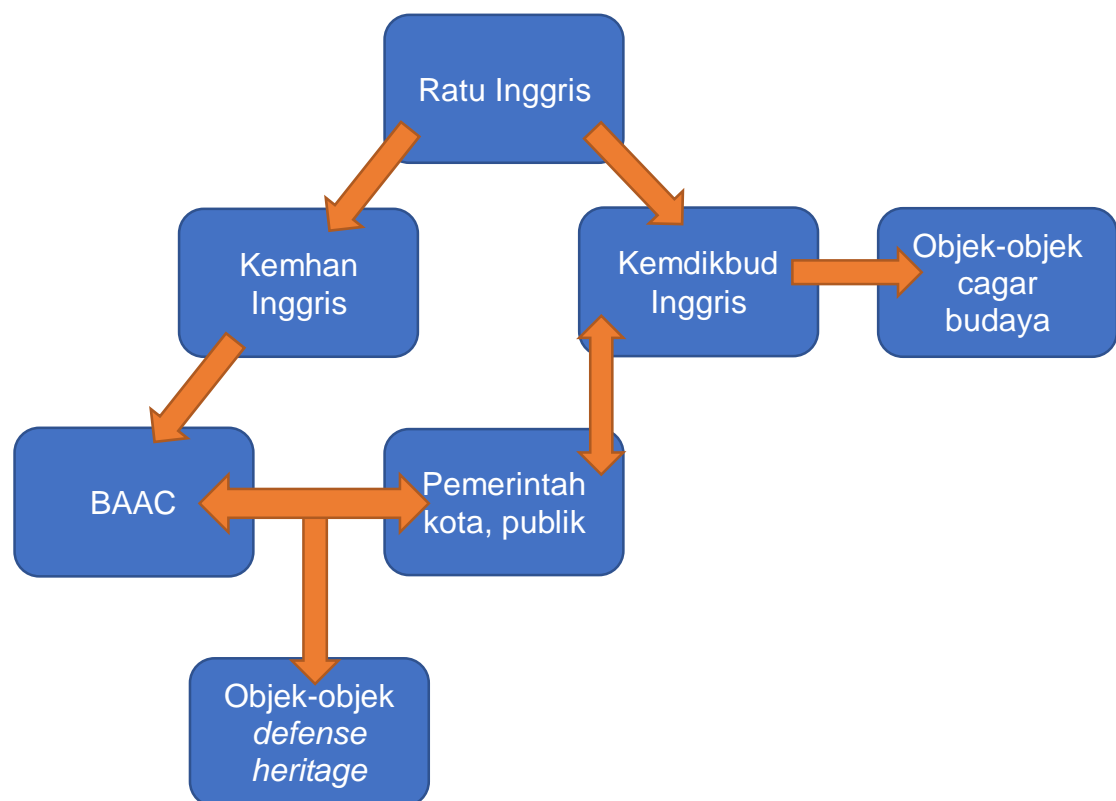 Ratu Inggris
Kemhan
Inggris
Kemdikbud
Inggris
Objek-objek
cagar
budaya
BAAC
Pemerintah
kota, publik
Objek-objek
defense
heritage